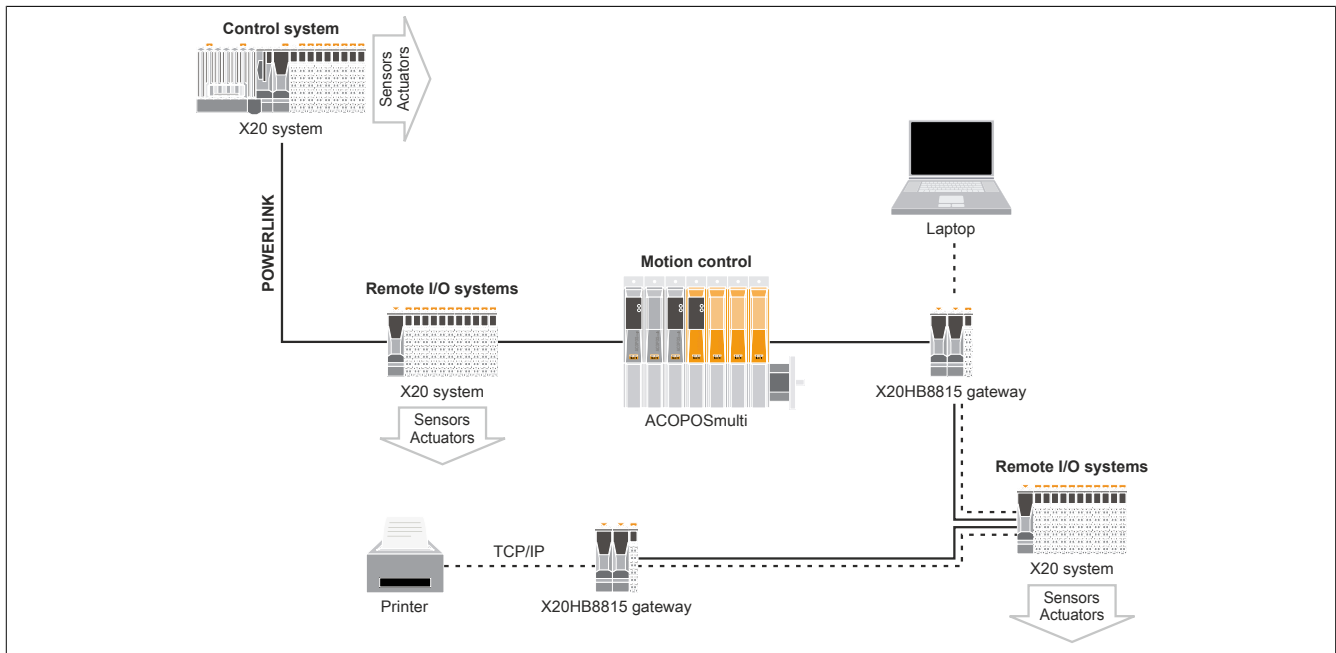 Control system
Sensors
Actuators
X20 system
POWERLINK
Laptop
Motion control
Remote I/O systems
X20 system
Sensors
Actuators
ACOPOSmulti
X20HB8815 gateway
Remote I/O systems
TCP/IP
X20 system
Printer
X20HB8815 gateway
Sensors
Actuators